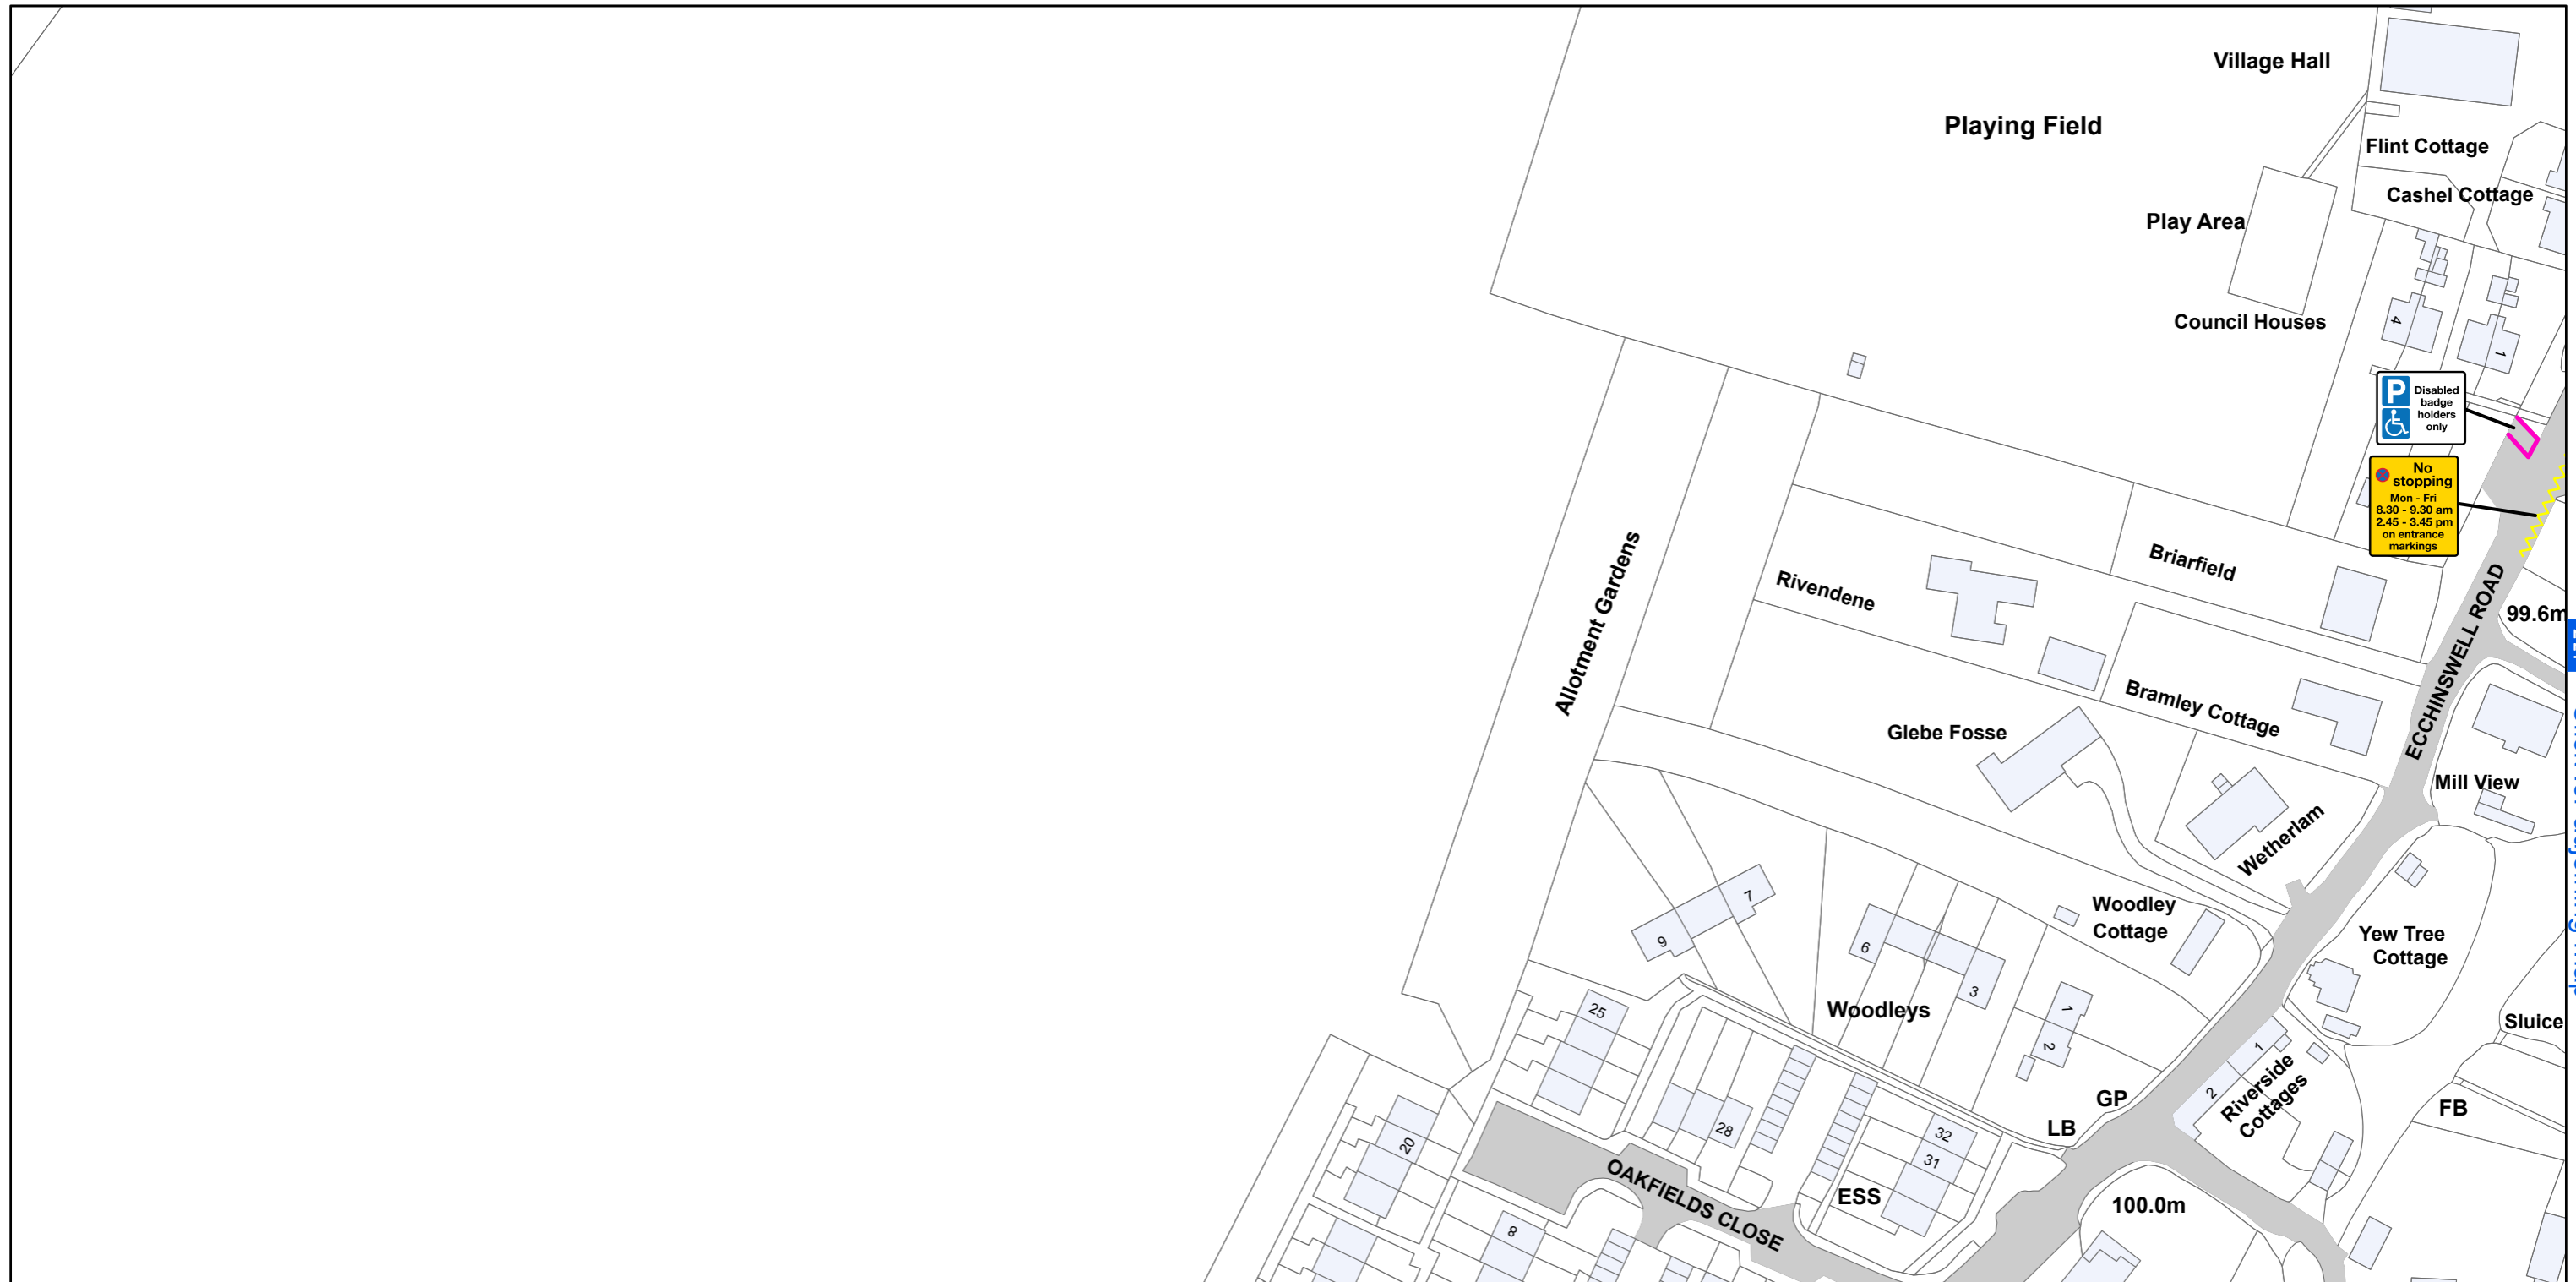 Village Hall
Playing Field
Flint Cottage
Cashel Cottage
Play Area
Council Houses
4
1
P
Disabled
badge
holders
only
No
stopping
Mon - Fri
8.30 - 9.30 am
2.45 - 3.45 pm
on entrance
markings
Allotment Gardens
Rivendene
Briarfield
ECCHINSWELL ROAD
99.6m
Bramley Cottage
Glebe Fosse
Mill View
Wetherlam
7
9
6
3
Woodley
Cottage
Yew Tree
Cottage
Woodleys
1
2
25
Sluice
1
2
Riverside
Cottages
GP
LB
FB
28
32
31
20
OAKFIELDS CLOSE
ESS
100.0m
8